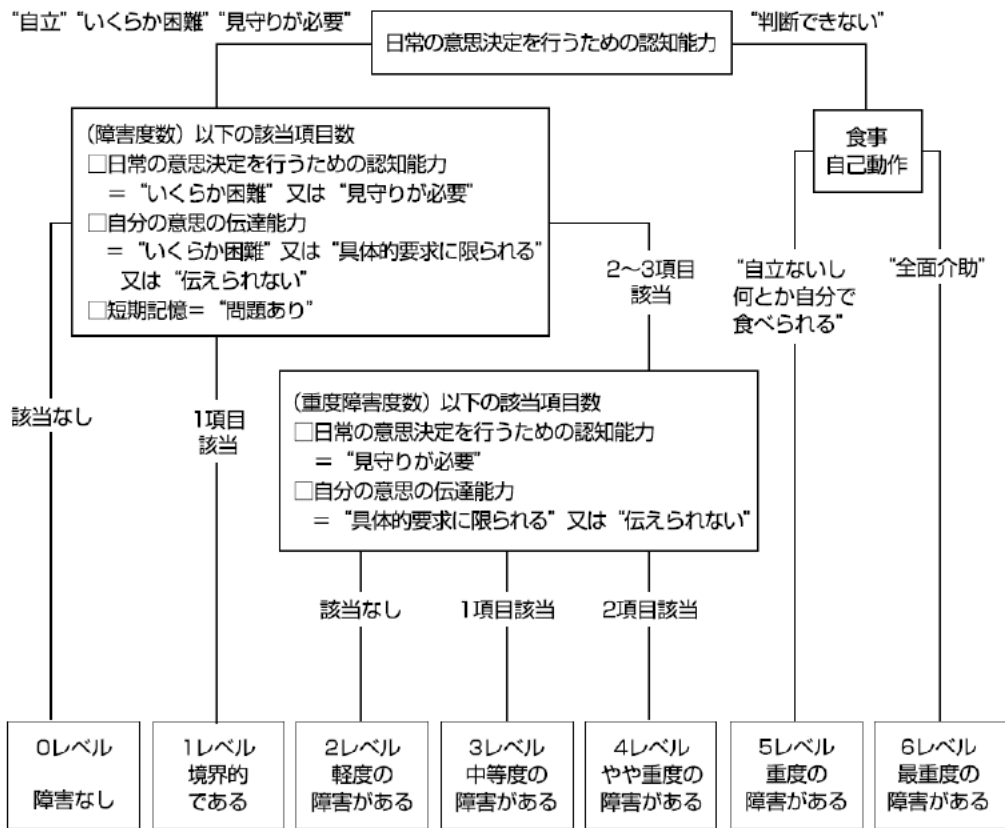 “自立” “いくらか困難” “見守りが必要”
日常の意思決定を行うための認知能力
“判断できない”
(障害度数) 以下の該当項目数
□日常の意思決定を行うための認知能力
= “いくらか困難” 又は “見守りが必要”
□自分の意思の伝達能力
= “いくらか困難” 又は “具体的要求に限られる”
又は “伝えられない”
□短期記憶= “問題あり”
食事
自己動作
2〜3項目
該当
“自立ないし
何とか自分で
食べられる”
“全面介助”
該当なし
1項目
該当
(重度障害度数) 以下の該当項目数
□日常の意思決定を行うための認知能力
= “見守りが必要”
□自分の意思の伝達能力
= “具体的要求に限られる” 又は “伝えられない”
該当なし
1項目該当
2項目該当
0レベル
障害なし
1レベル
境界的
である
2レベル
軽度の
障害がある
3レベル
中等度の
障害がある
4レベル
やや重度の
障害がある
5レベル
重度の
障害がある
6レベル
最重度の
障害がある